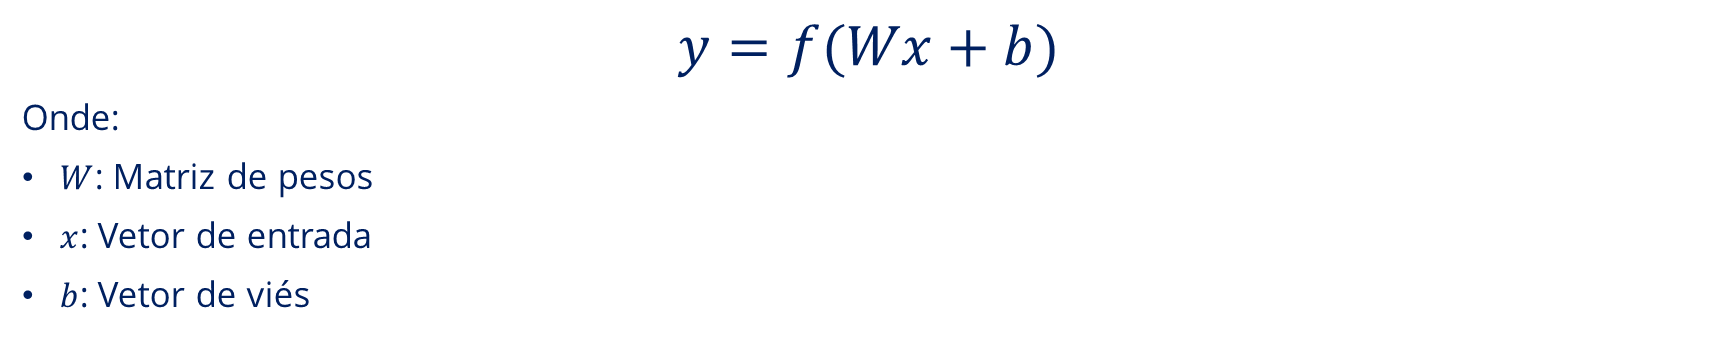 y = f(Wx + b)
Onde:
• W: Matriz de pesos
• x: Vetor de entrada
• b: Vetor de viés